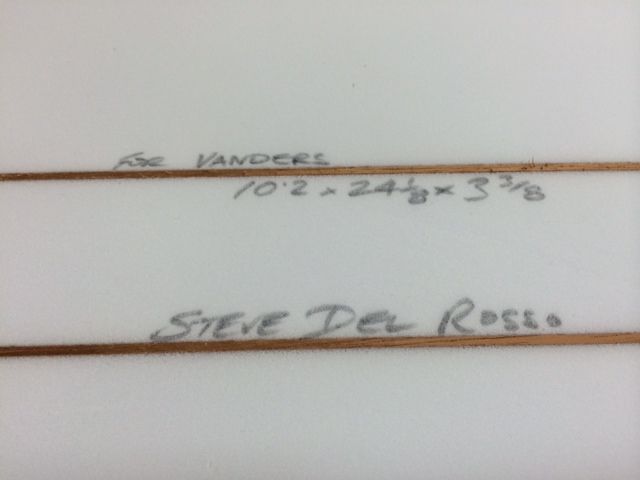 FOR VANDERS
10.2 x 24 1/8 x 3 3/8
STEVE DEL ROSSO